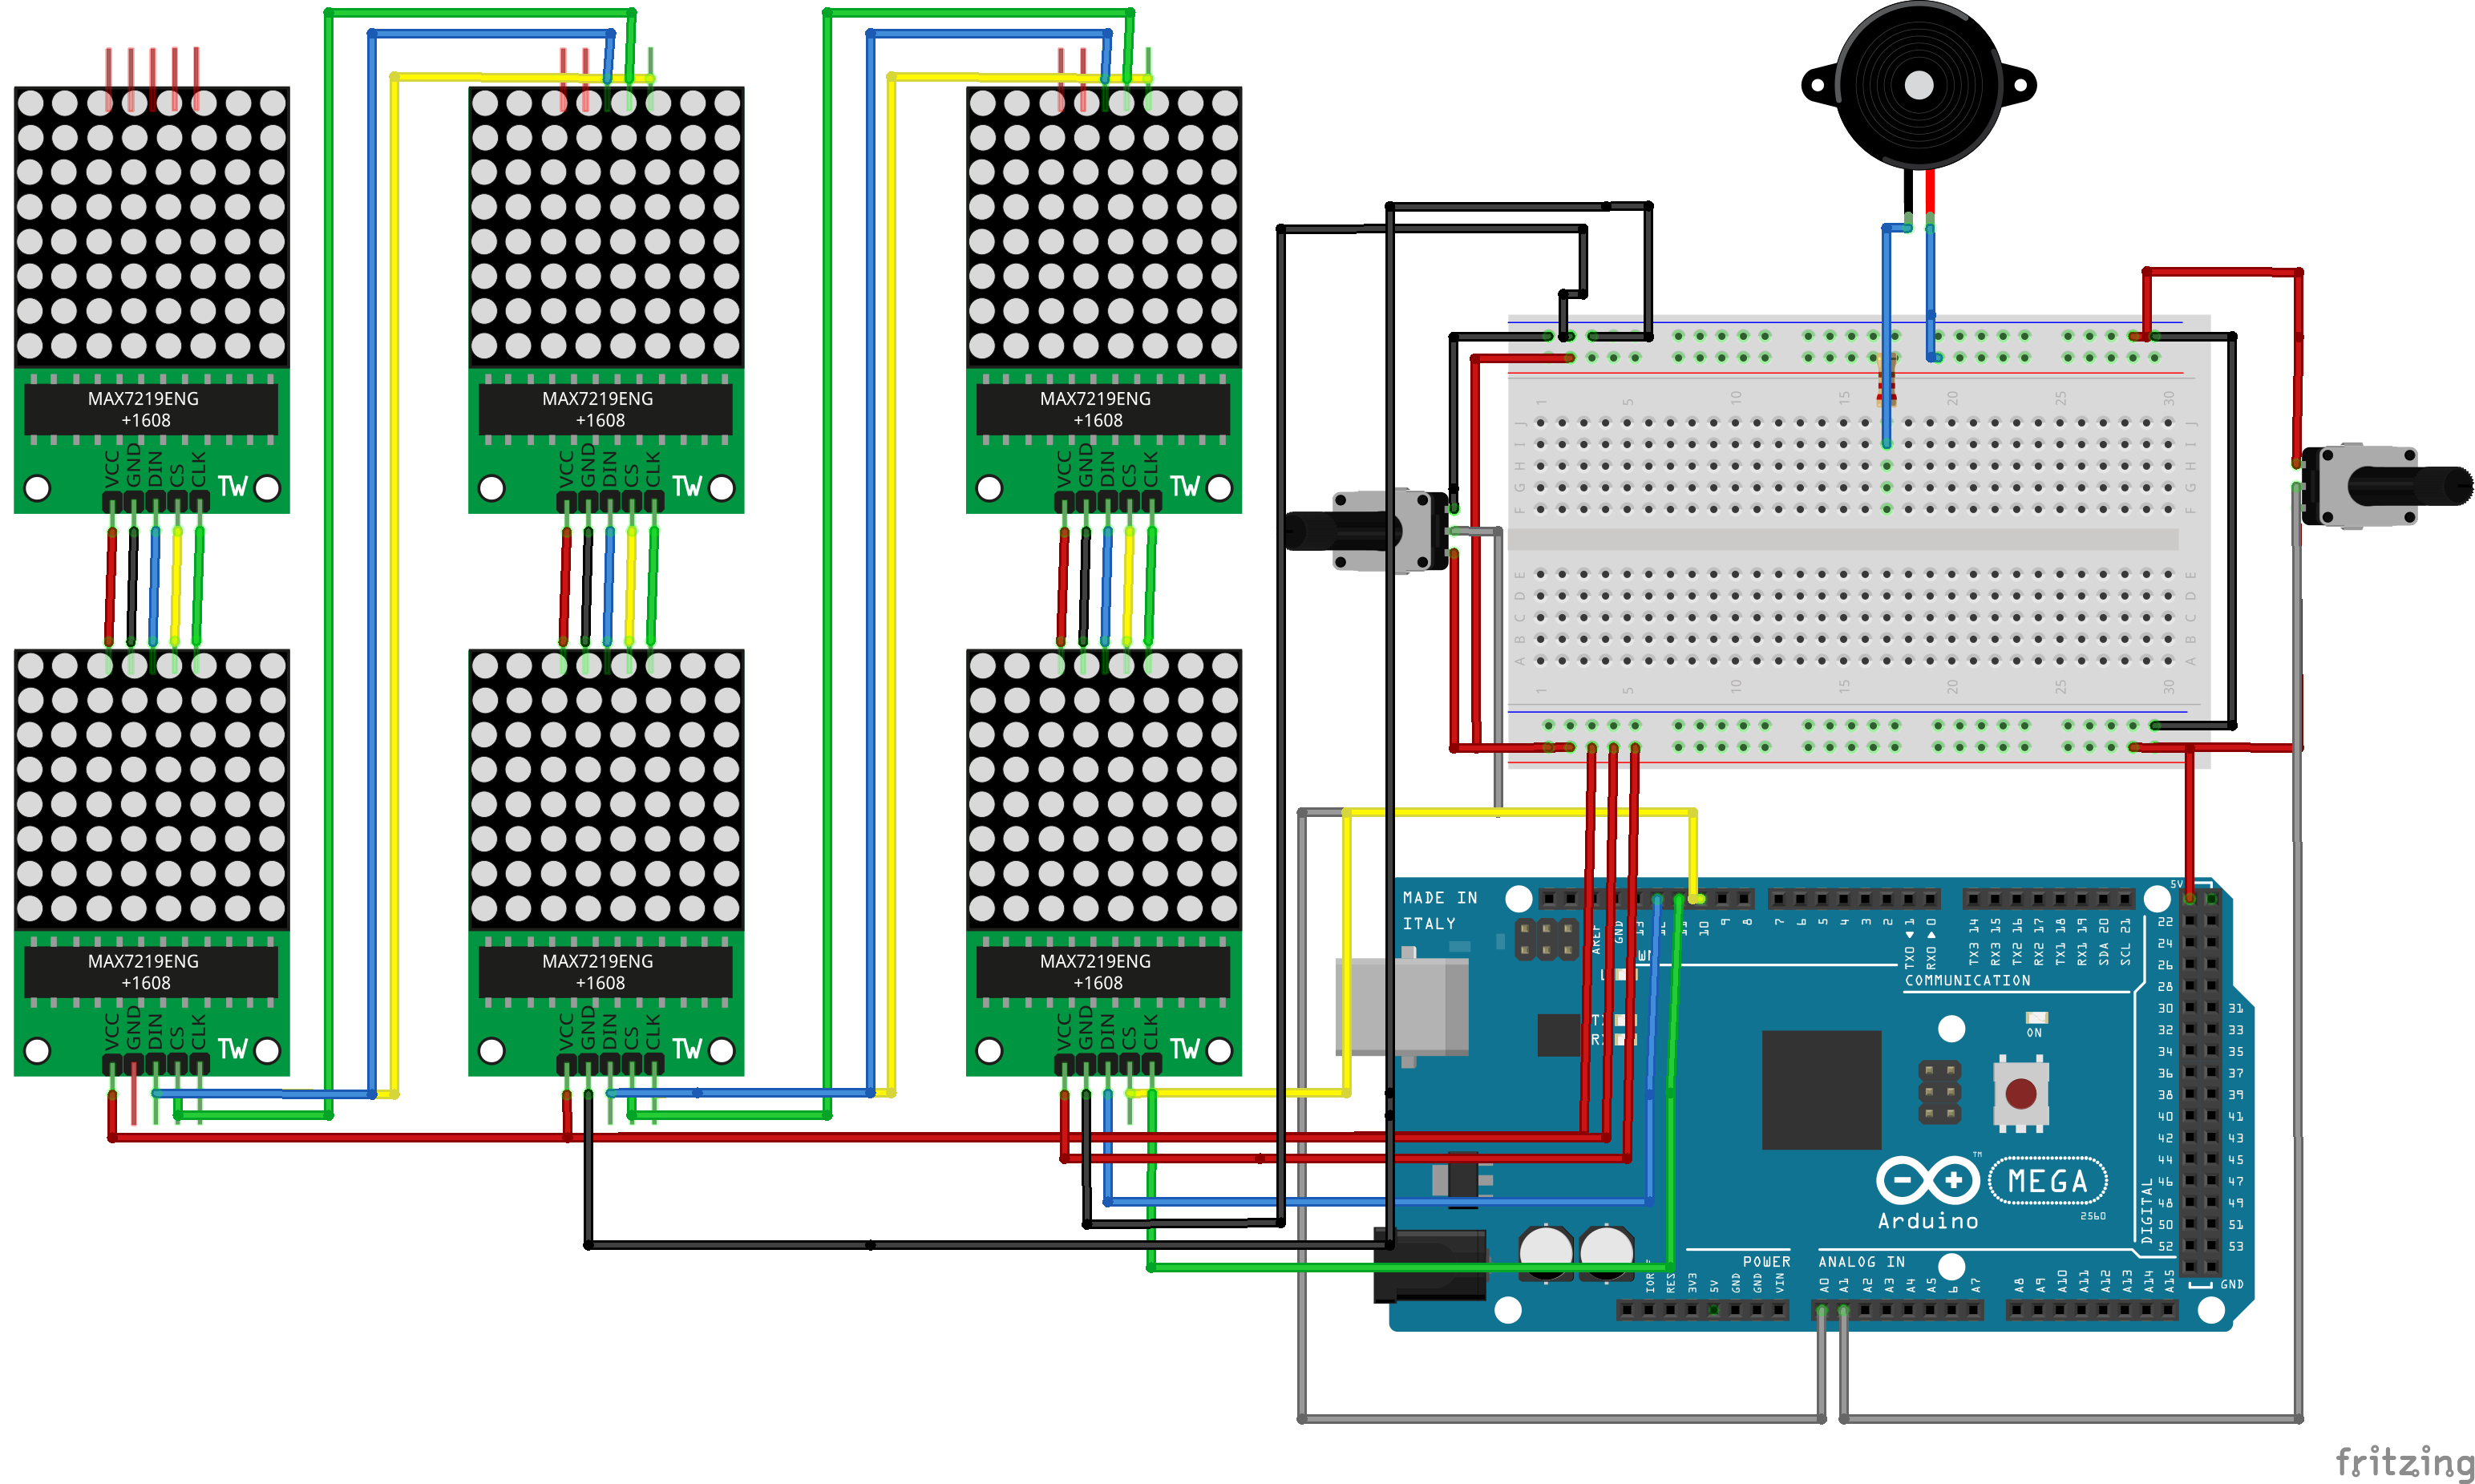 MAX7219ENG
+1608
VCC
GND
DIN
CS
CLK
TW
MAX7219ENG
+1608
VCC
GND
DIN
CS
CLK
TW
MAX7219ENG
+1608
VCC
GND
DIN
CS
CLK
TW
MAX7219ENG
+1608
VCC
GND
DIN
CS
CLK
TW
MAX7219ENG
+1608
VCC
GND
DIN
CS
CLK
TW
MAX7219ENG
+1608
VCC
GND
DIN
CS
CLK
TW
1 5 10 15 20 25 30
J J
I I
H H
G G
F F
E E
D D
C C
B B
A A
1 5 10 15 20 25 30
MADE IN
ITALY
AREF
GND
13
10
9
8
7
6
5
4
3
2
TX0 1
RX0 0
TX3 14
RX3 15
TX2 16
RX2 17
TX1 18
RX1 19
SDA 20
SCL 21
COMMUNICATION
5V
22
24
26
28
30 31
32 33
34 35
36 37
38 39
40 41
42 43
44 45
46 47
48 49
50 51
52 53
GND
DIGITAL
ON
TM
MEGA
2560
Arduino
POWER
ANALOG IN
3V3
5V
GND
GND
VIN
A0
A1
A2
A3
A4
A5
6
A7
A8
A9
A10
A11
A12
A13
A14
A15
fritzing